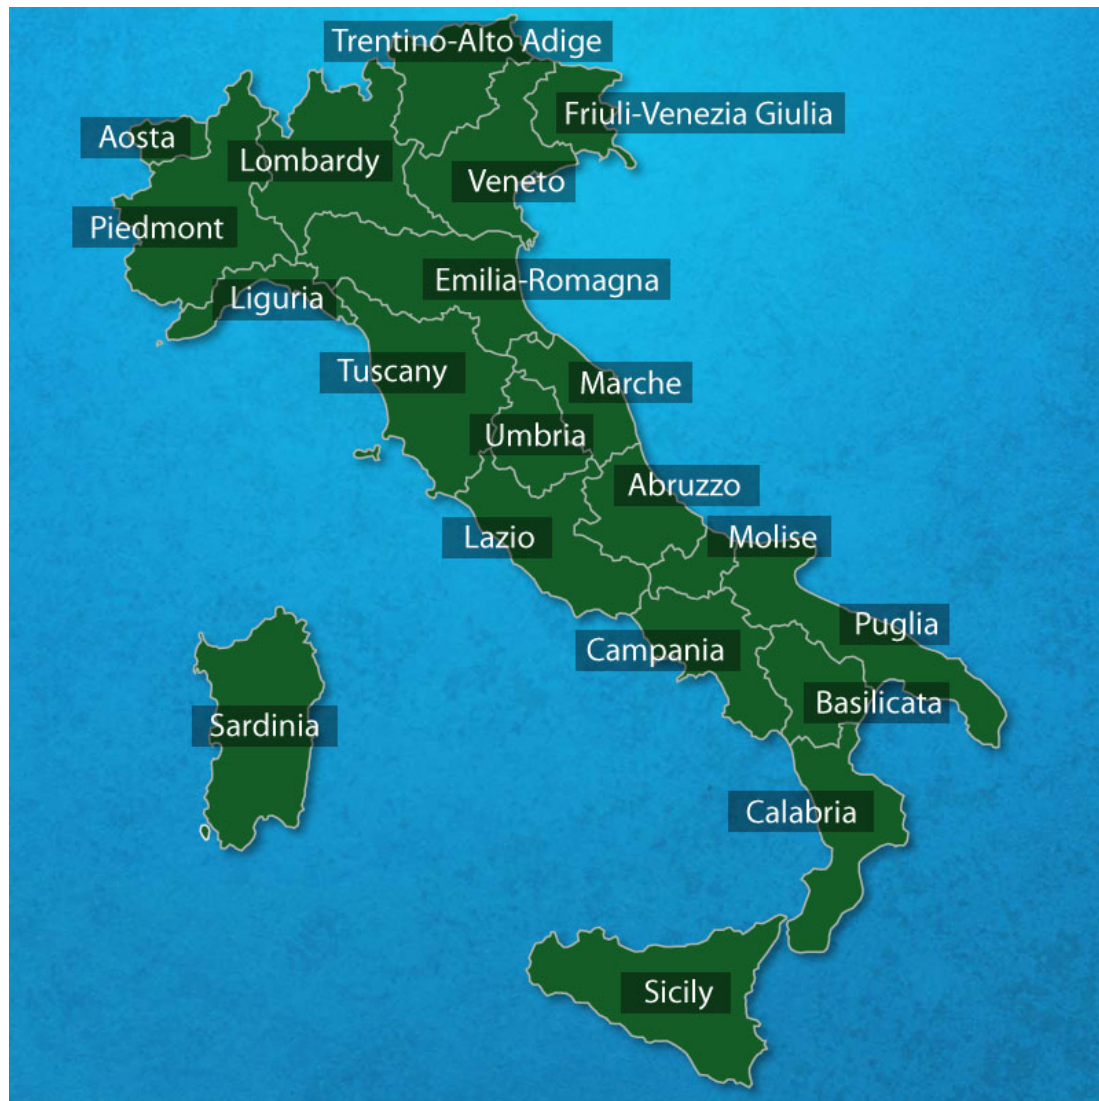 Trentino-Alto Adige
Friuli-Venezia Giulia
Aosta
Lombardy
Veneto
Piedmont
Emilia-Romagna
Liguria
Tuscany
Marche
Umbria
Abruzzo
Lazio
Molise
Puglia
Campania
Basilicata
Sardinia
Calabria
Sicily